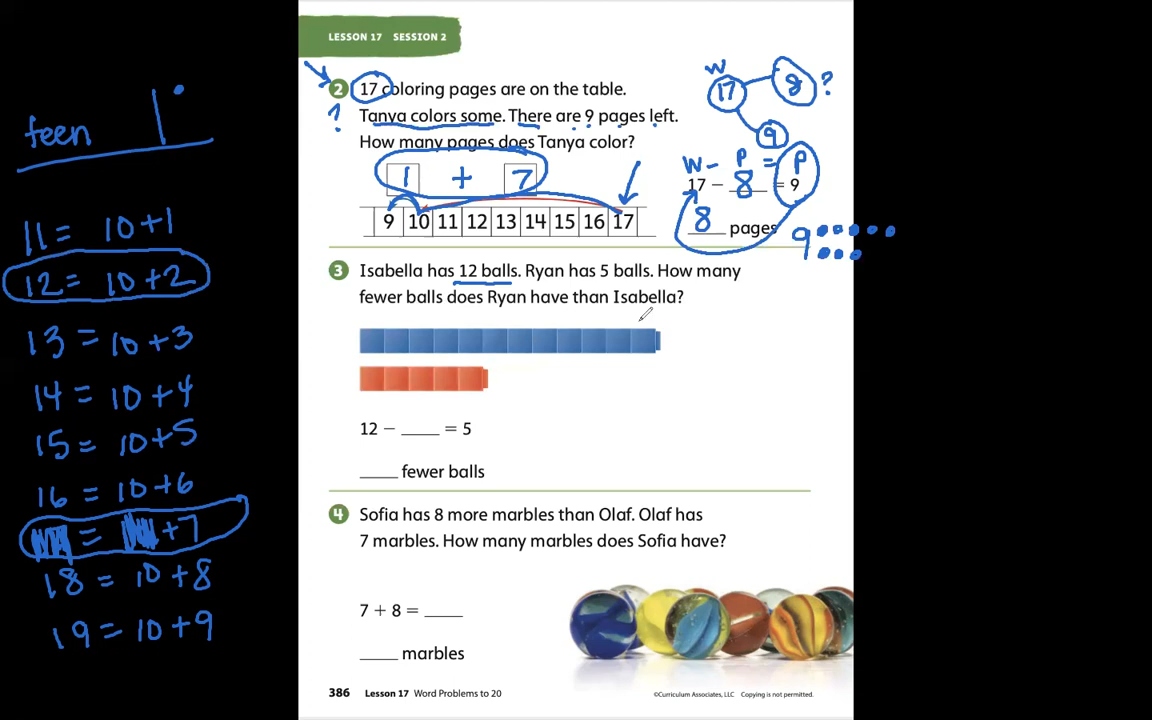 LESSON 17 SESSION 2
2 17 coloring pages are on the table.
Tanya colors some. There are 9 pages left.
How many pages does Tanya color?
?
1 + 7
9 10 11 12 13 14 15 16 17
W
17 8 ?
9
W - P = P
17 - 8 = 9
8 pages
9
3 Isabella has 12 balls. Ryan has 5 balls. How many
fewer balls does Ryan have than Isabella?
12 - ____ = 5
____ fewer balls
4 Sofia has 8 more marbles than Olaf. Olaf has
7 marbles. How many marbles does Sofia have?
7 + 8 = ____
____ marbles
386 Lesson 17 Word Problems to 20
©Curriculum Associates, LLC Copying is not permitted.
teen 1
11 = 10+1
12 = 10+2
13 = 10+3
14 = 10+4
15 = 10+5
16 = 10+6
= +7
18 = 10+8
19 = 10+9